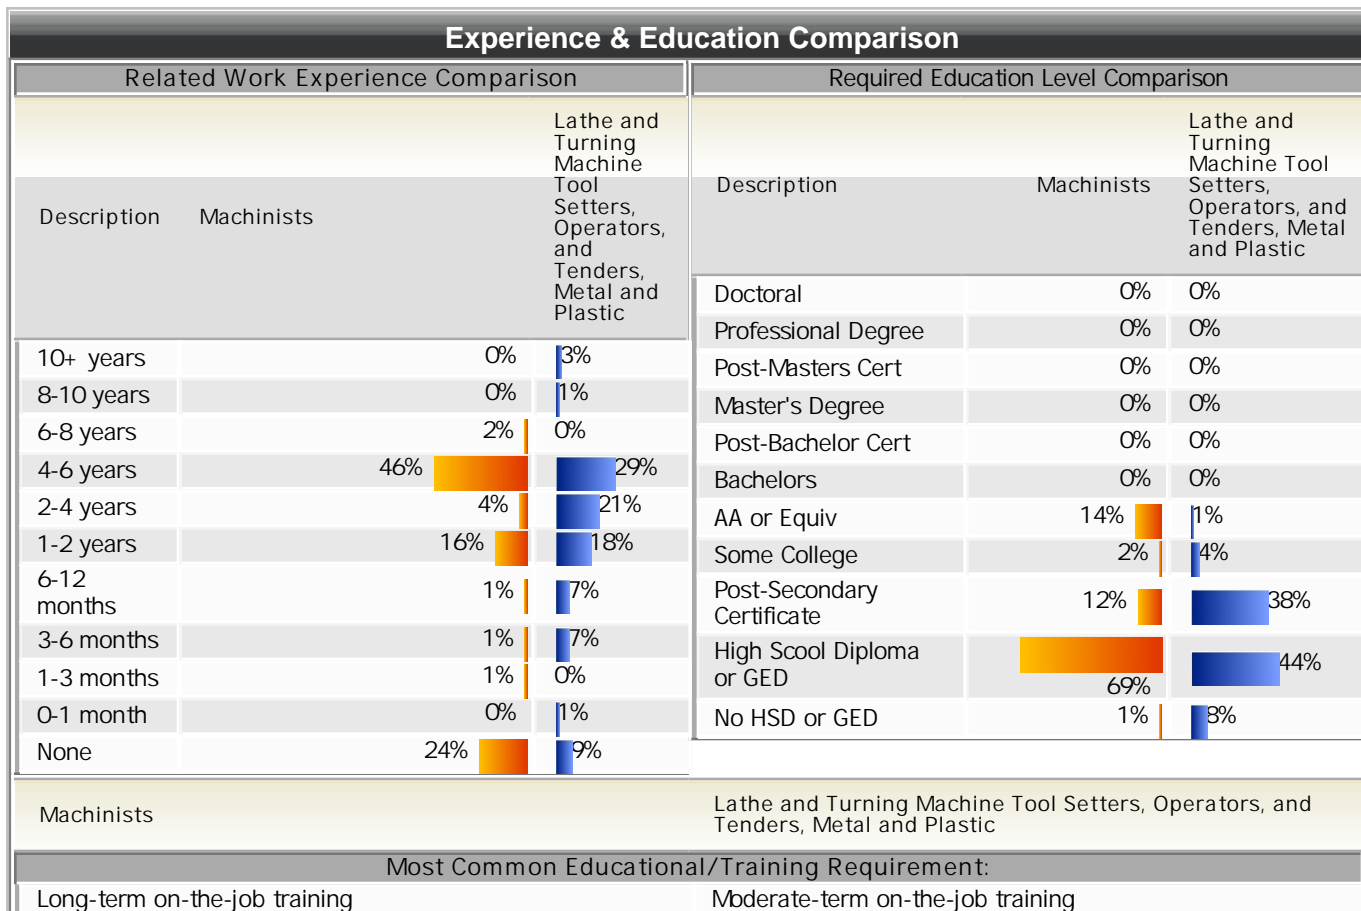 Experience & Education Comparison
Related Work Experience Comparison
Description Machinists Lathe and
Turning
Machine
Tool
Setters,
Operators,
and
Tenders,
Metal and
Plastic
10+ years 0% 3%
8-10 years 0% 1%
6-8 years 2% 0%
4-6 years 46% 29%
2-4 years 4% 21%
1-2 years 16% 18%
6-12
months 1% 7%
3-6 months 1% 7%
1-3 months 1% 0%
0-1 month 0% 1%
None 24% 9%
Required Education Level Comparison
Description Machinists Lathe and
Turning
Machine Tool
Setters,
Operators, and
Tenders, Metal
and Plastic
Doctoral 0% 0%
Professional Degree 0% 0%
Post-Masters Cert 0% 0%
Master's Degree 0% 0%
Post-Bachelor Cert 0% 0%
Bachelors 0% 0%
AA or Equiv 14% 1%
Some College 2% 4%
Post-Secondary
Certificate 12% 38%
High Scool Diploma
or GED 69% 44%
No HSD or GED 1% 8%
Machinists
Lathe and Turning Machine Tool Setters, Operators, and
Tenders, Metal and Plastic
Most Common Educational/Training Requirement:
Long-term on-the-job training Moderate-term on-the-job training